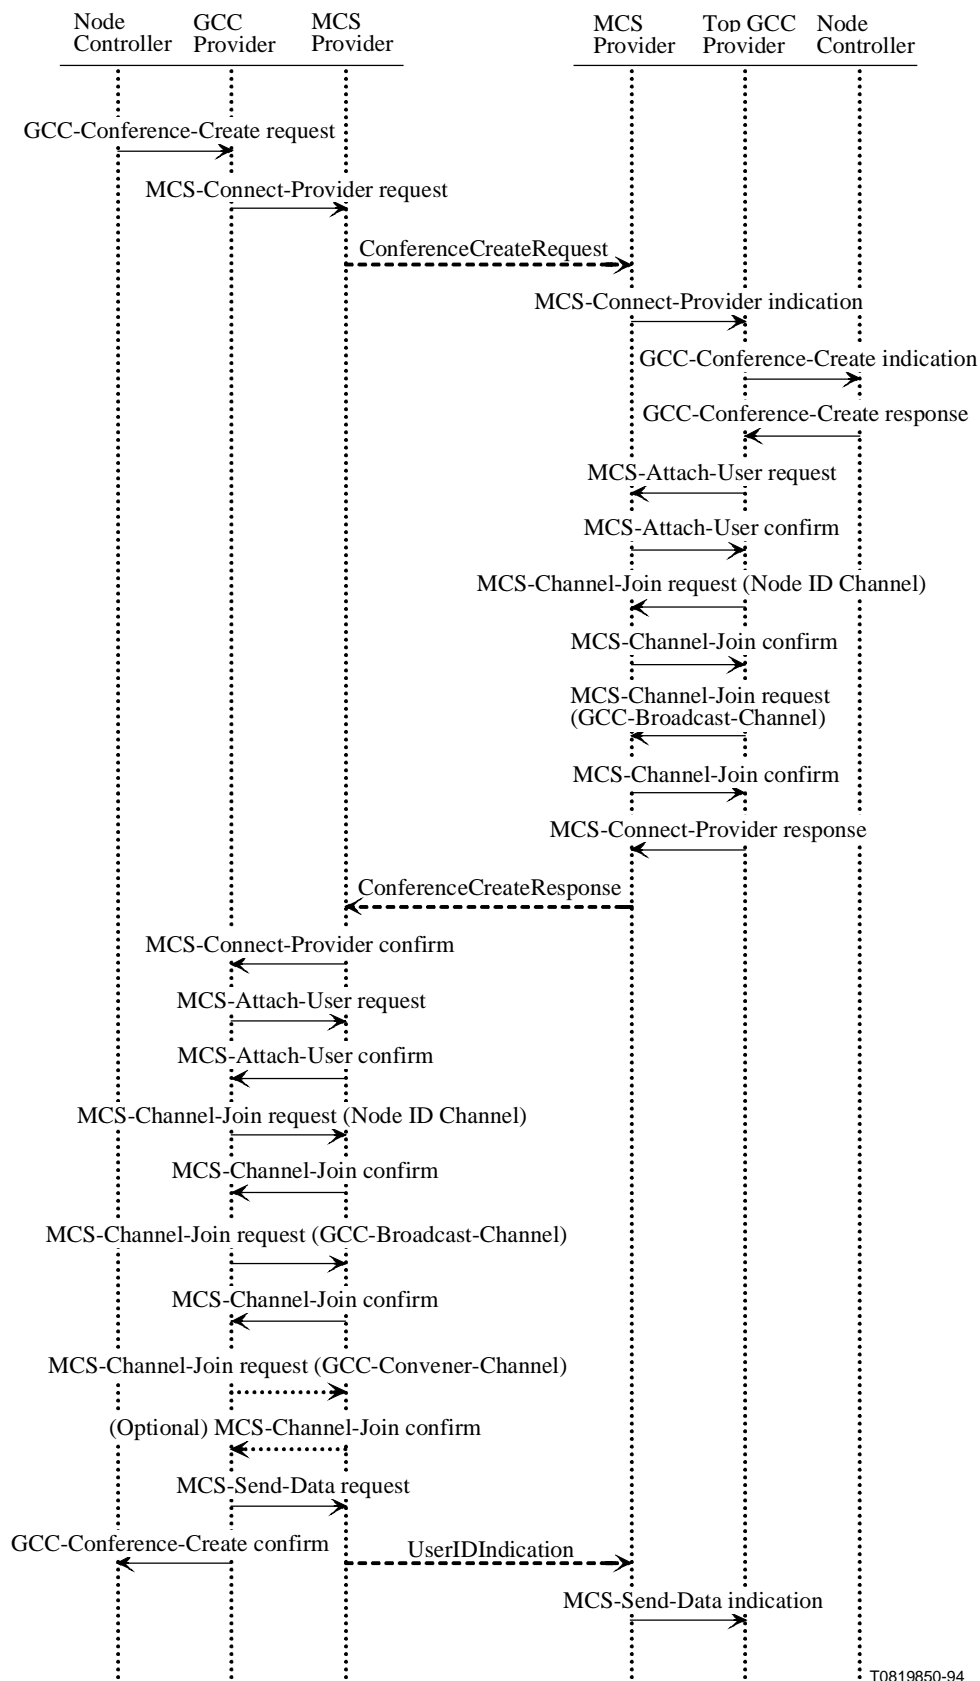 Node
Controller
GCC
Provider
MCS
Provider
MCS
Provider
Top GCC
Provider
Node
Controller
GCC-Conference-Create request
MCS-Connect-Provider request
ConferenceCreateRequest
MCS-Connect-Provider indication
GCC-Conference-Create indication
GCC-Conference-Create response
MCS-Attach-User request
MCS-Attach-User confirm
MCS-Channel-Join request (Node ID Channel)
MCS-Channel-Join confirm
MCS-Channel-Join request
(GCC-Broadcast-Channel)
MCS-Channel-Join confirm
MCS-Connect-Provider response
ConferenceCreateResponse
MCS-Connect-Provider confirm
MCS-Attach-User request
MCS-Attach-User confirm
MCS-Channel-Join request (Node ID Channel)
MCS-Channel-Join confirm
MCS-Channel-Join request (GCC-Broadcast-Channel)
MCS-Channel-Join confirm
MCS-Channel-Join request (GCC-Convener-Channel)
(Optional) MCS-Channel-Join confirm
MCS-Send-Data request
GCC-Conference-Create confirm
UserIDIndication
MCS-Send-Data indication
T0819850-94